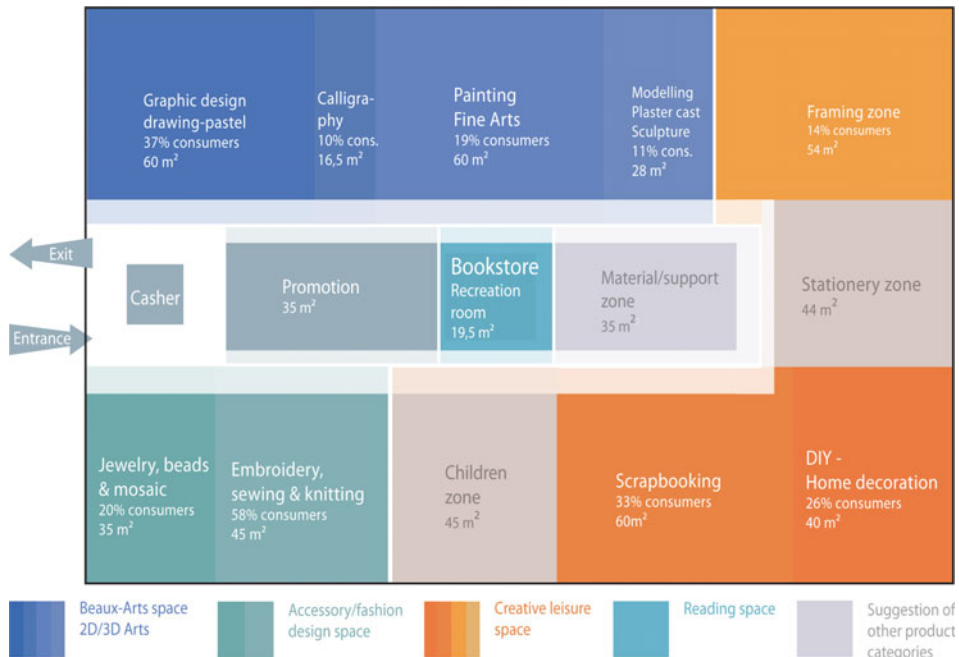 Graphic design
drawing-pastel
37% consumers
60 m²
Calligra-
phy
10% cons.
16,5 m²
Painting
Fine Arts
19% consumers
60 m²
Modelling
Plaster cast
Sculpture
11% cons.
28 m²
Framing zone
14% consumers
54 m²
Exit
Entrance
Casher
Promotion
35 m²
Bookstore
Recreation
room
19,5 m²
Material/support
zone
35 m²
Stationery zone
44 m²
Jewelry, beads
& mosaic
20% consumers
35 m²
Embroidery,
sewing & knitting
58% consumers
45 m²
Children
zone
45 m²
Scrapbooking
33% consumers
60m²
DIY -
Home decoration
26% consumers
40 m²
Beaux-Arts space
2D/3D Arts
Accessory/fashion
design space
Creative leisure
space
Reading space
Suggestion of
other product
categories